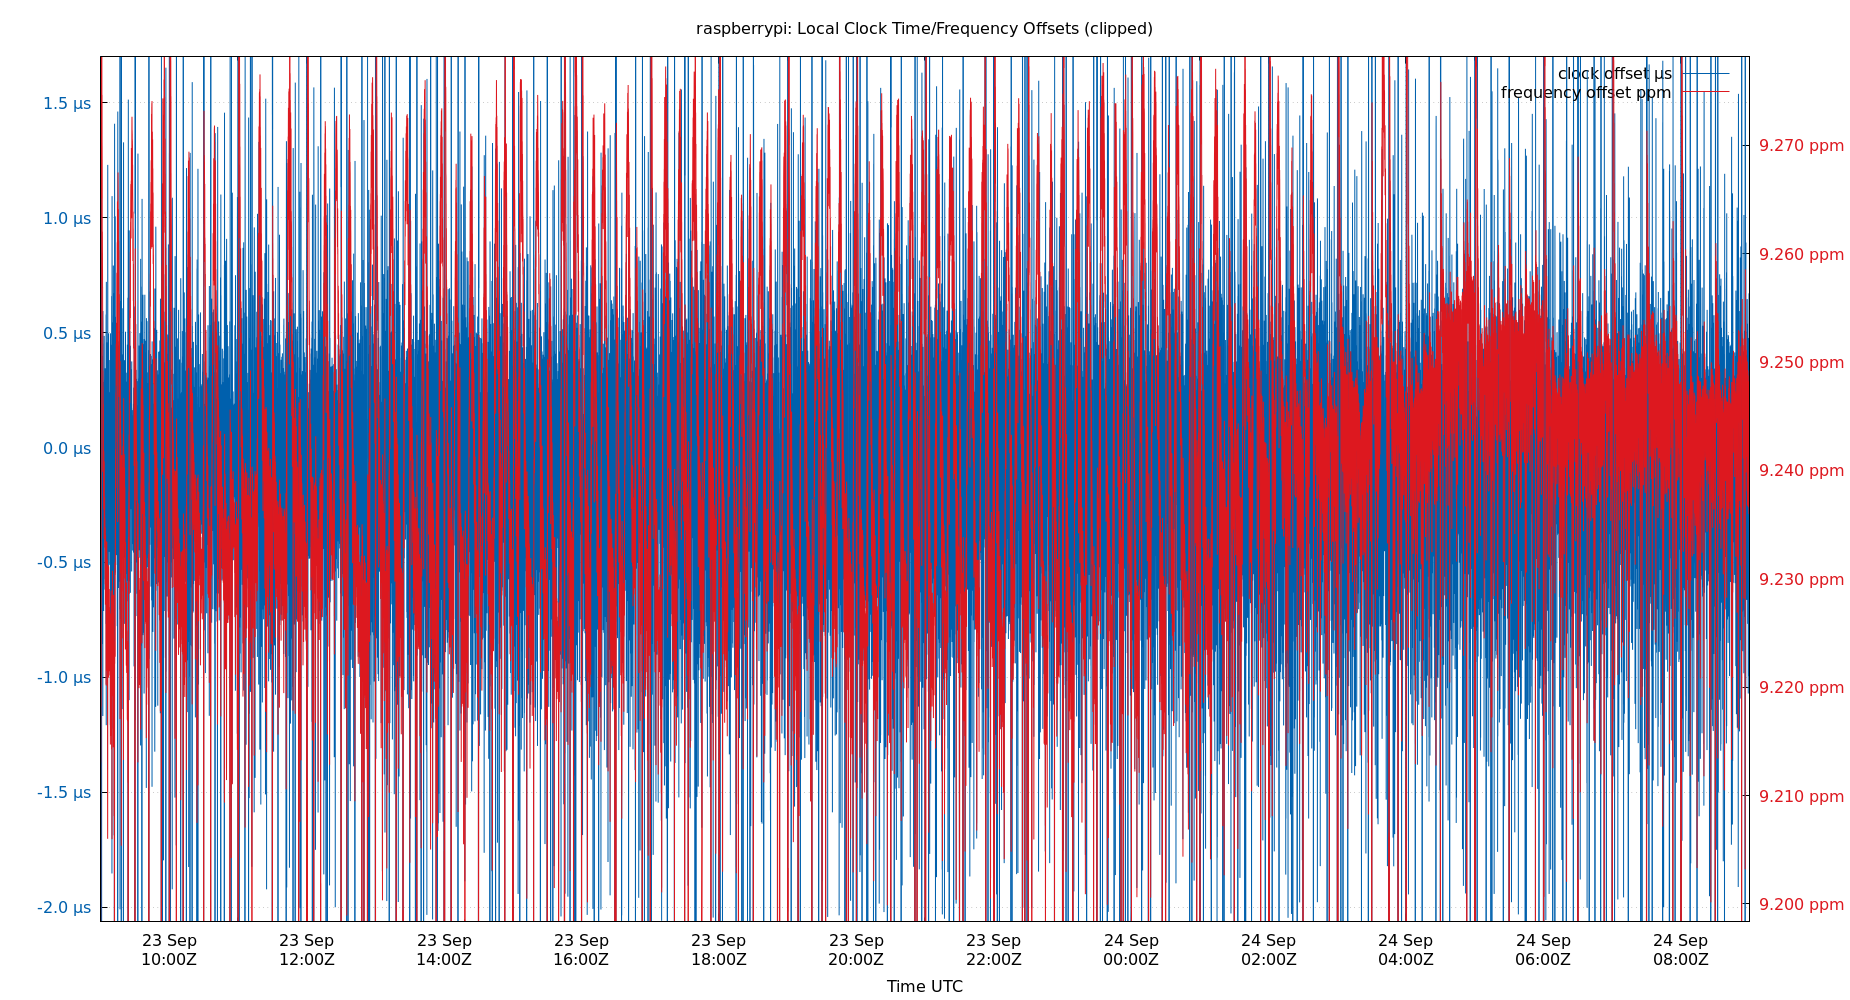 raspberrypi: Local Clock Time/Frequency Offsets (clipped)
clock offset µs
frequency offset ppm
1.5 µs
1.0 µs
0.5 µs
0.0 µs
-0.5 µs
-1.0 µs
-1.5 µs
-2.0 µs
9.270 ppm
9.260 ppm
9.250 ppm
9.240 ppm
9.230 ppm
9.220 ppm
9.210 ppm
9.200 ppm
23 Sep
10:00Z
23 Sep
12:00Z
23 Sep
14:00Z
23 Sep
16:00Z
23 Sep
18:00Z
23 Sep
20:00Z
23 Sep
22:00Z
24 Sep
00:00Z
24 Sep
02:00Z
24 Sep
04:00Z
24 Sep
06:00Z
24 Sep
08:00Z
Time UTC